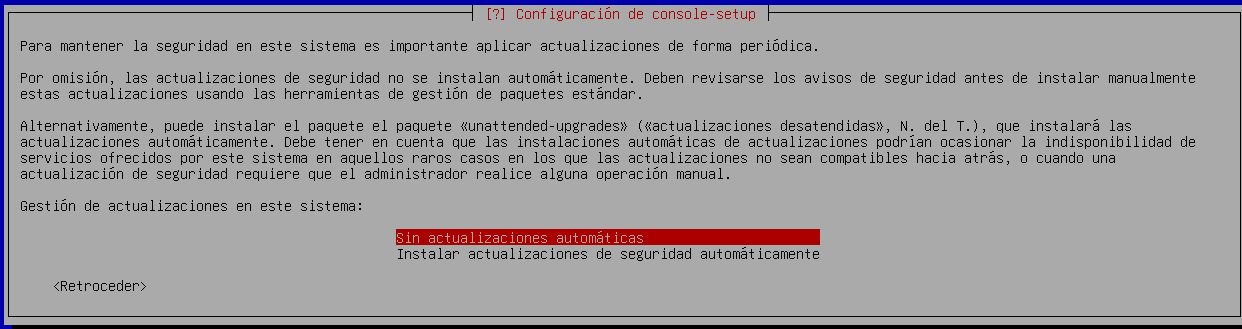 [?] Configuración de console-setup
Para mantener la seguridad en este sistema es importante aplicar actualizaciones de forma periódica.
Por omisión, las actualizaciones de seguridad no se instalan automáticamente. Deben revisarse los avisos de seguridad antes de instalar manualmente
estas actualizaciones usando las herramientas de gestión de paquetes estándar.
Alternativamente, puede instalar el paquete el paquete «unattended-upgrades» («actualizaciones desatendidas», N. del T.), que instalará las
actualizaciones automáticamente. Debe tener en cuenta que las instalaciones automáticas de actualizaciones podrían ocasionar la indisponibilidad de
servicios ofrecidos por este sistema en aquellos raros casos en los que las actualizaciones no sean compatibles hacia atrás, o cuando una
actualización de seguridad requiere que el administrador realice alguna operación manual.
Gestión de actualizaciones en este sistema:
Sin actualizaciones automáticas
Instalar actualizaciones de seguridad automáticamente
<Retroceder>